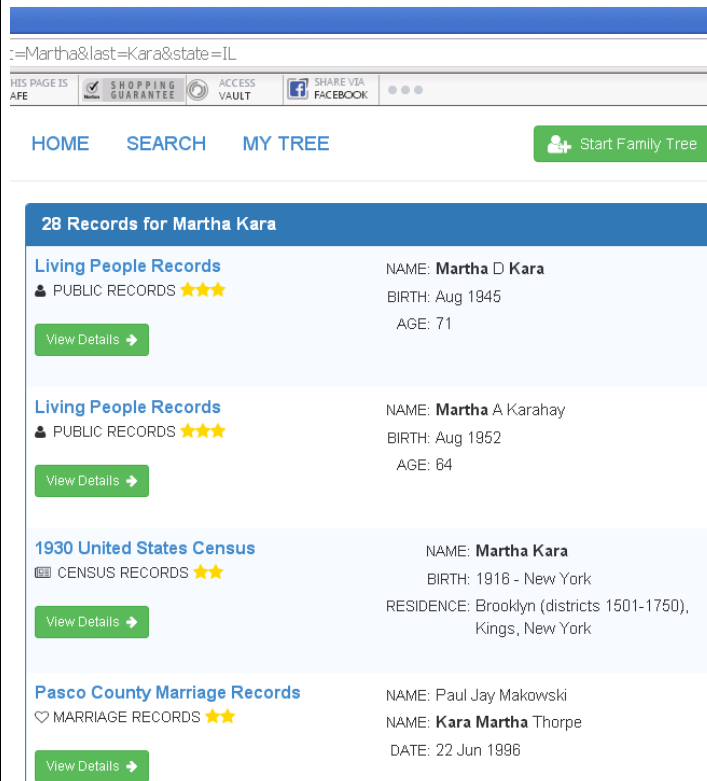 t=Martha&last=Kara&state=IL
HIS PAGE IS
AFE
SHOPPING
GUARANTEE
ACCESS
VAULT
SHARE VIA
FACEBOOK
HOME SEARCH MY TREE
Start Family Tree
28 Records for Martha Kara
Living People Records
PUBLIC RECORDS
View Details
NAME: Martha D Kara
BIRTH: Aug 1945
AGE: 71
Living People Records
PUBLIC RECORDS
View Details
NAME: Martha A Karahay
BIRTH: Aug 1952
AGE: 64
1930 United States Census
CENSUS RECORDS
View Details
NAME: Martha Kara
BIRTH: 1916 - New York
RESIDENCE: Brooklyn (districts 1501-1750),
Kings, New York
Pasco County Marriage Records
MARRIAGE RECORDS
View Details
NAME: Paul Jay Makowski
NAME: Kara Martha Thorpe
DATE: 22 Jun 1996